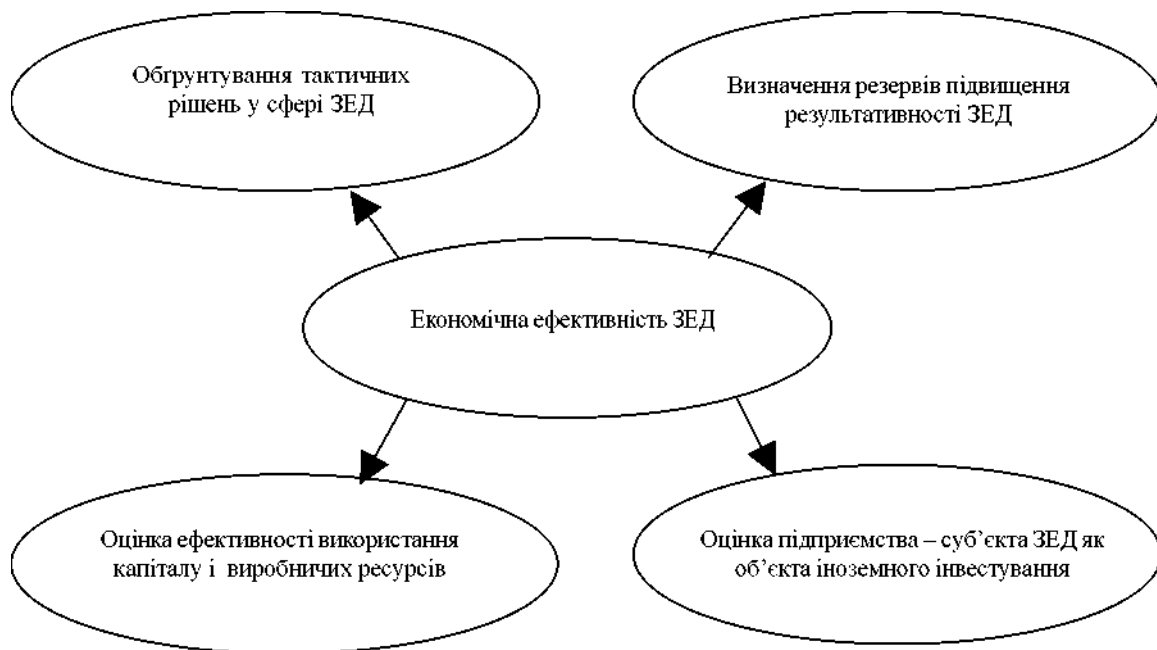 Обґрунтування тактичних
рішень у сфері ЗЕД
Визначення резервів підвищення
результативності ЗЕД
Економічна ефективність ЗЕД
Оцінка ефективності використання
капіталу і виробничих ресурсів
Оцінка підприємства – суб’єкта ЗЕД як
об’єкта іноземного інвестування